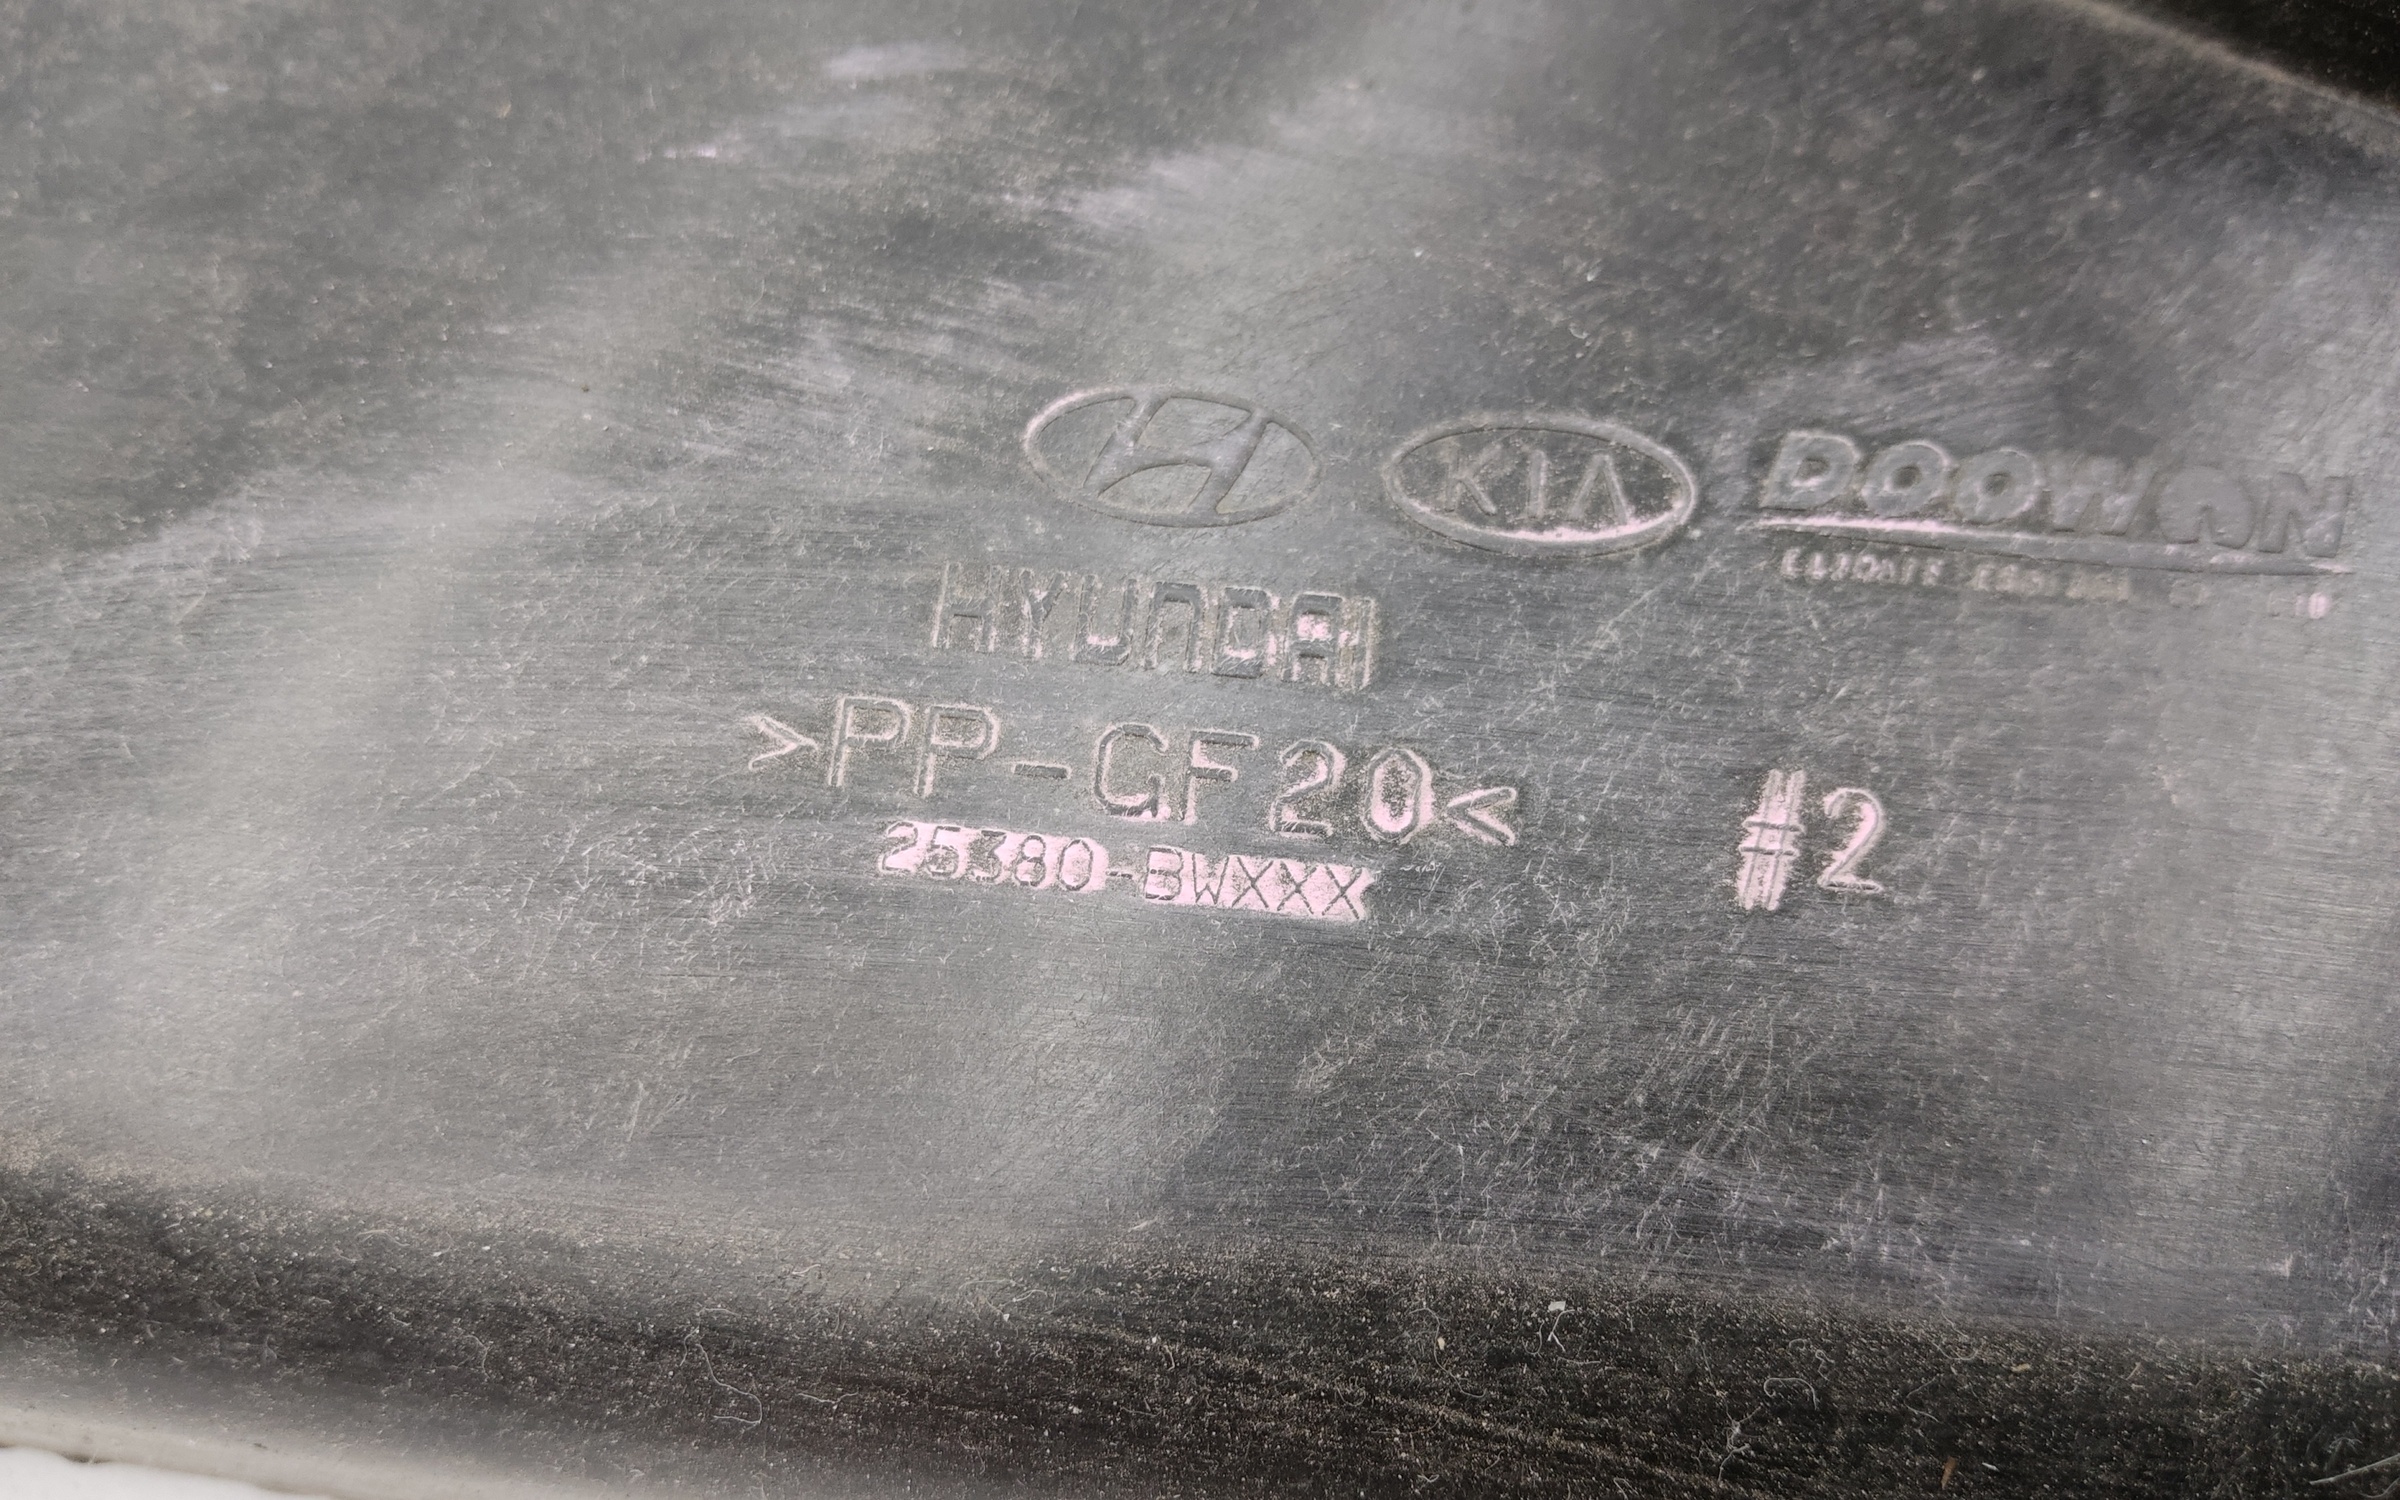 KIA
DOOWON
HYUNDAI
>PP-GF20<
#2
25380-BWXXX